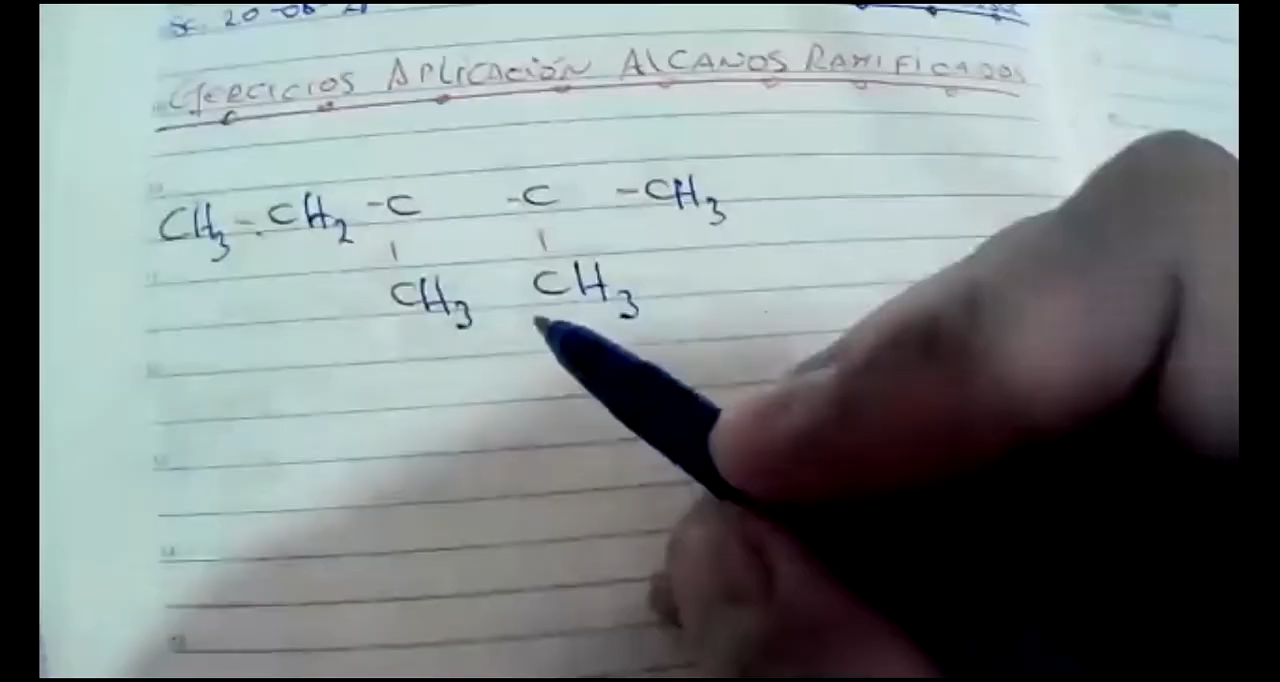 EJERCICIOS APLICACIÓN ALCANOS RAMIFICADOS
CH3 - CH2 - C - C - CH3
CH3 CH3